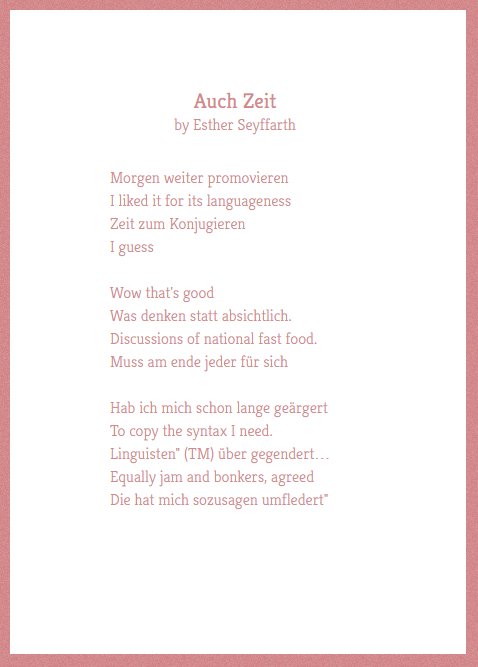 Auch Zeit
by Esther Seyffarth
Morgen weiter promovieren
I liked it for its languageness
Zeit zum Konjugieren
I guess
Wow that's good
Was denken statt absichtlich.
Discussions of national fast food.
Muss am ende jeder für sich
Hab ich mich schon lange geärgert
To copy the syntax I need.
Linguisten" (TM) über gegendert…
Equally jam and bonkers, agreed
Die hat mich sozusagen umfledert"